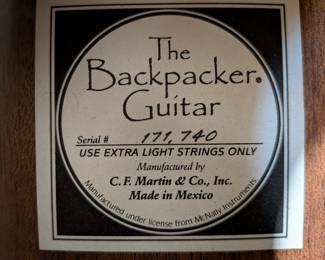 The
Backpacker®
Guitar
Serial # 171,740
USE EXTRA LIGHT STRINGS ONLY
Manufactured by
C. F. Martin & Co., Inc.
Made in Mexico
Manufactured under license from McNally Instruments